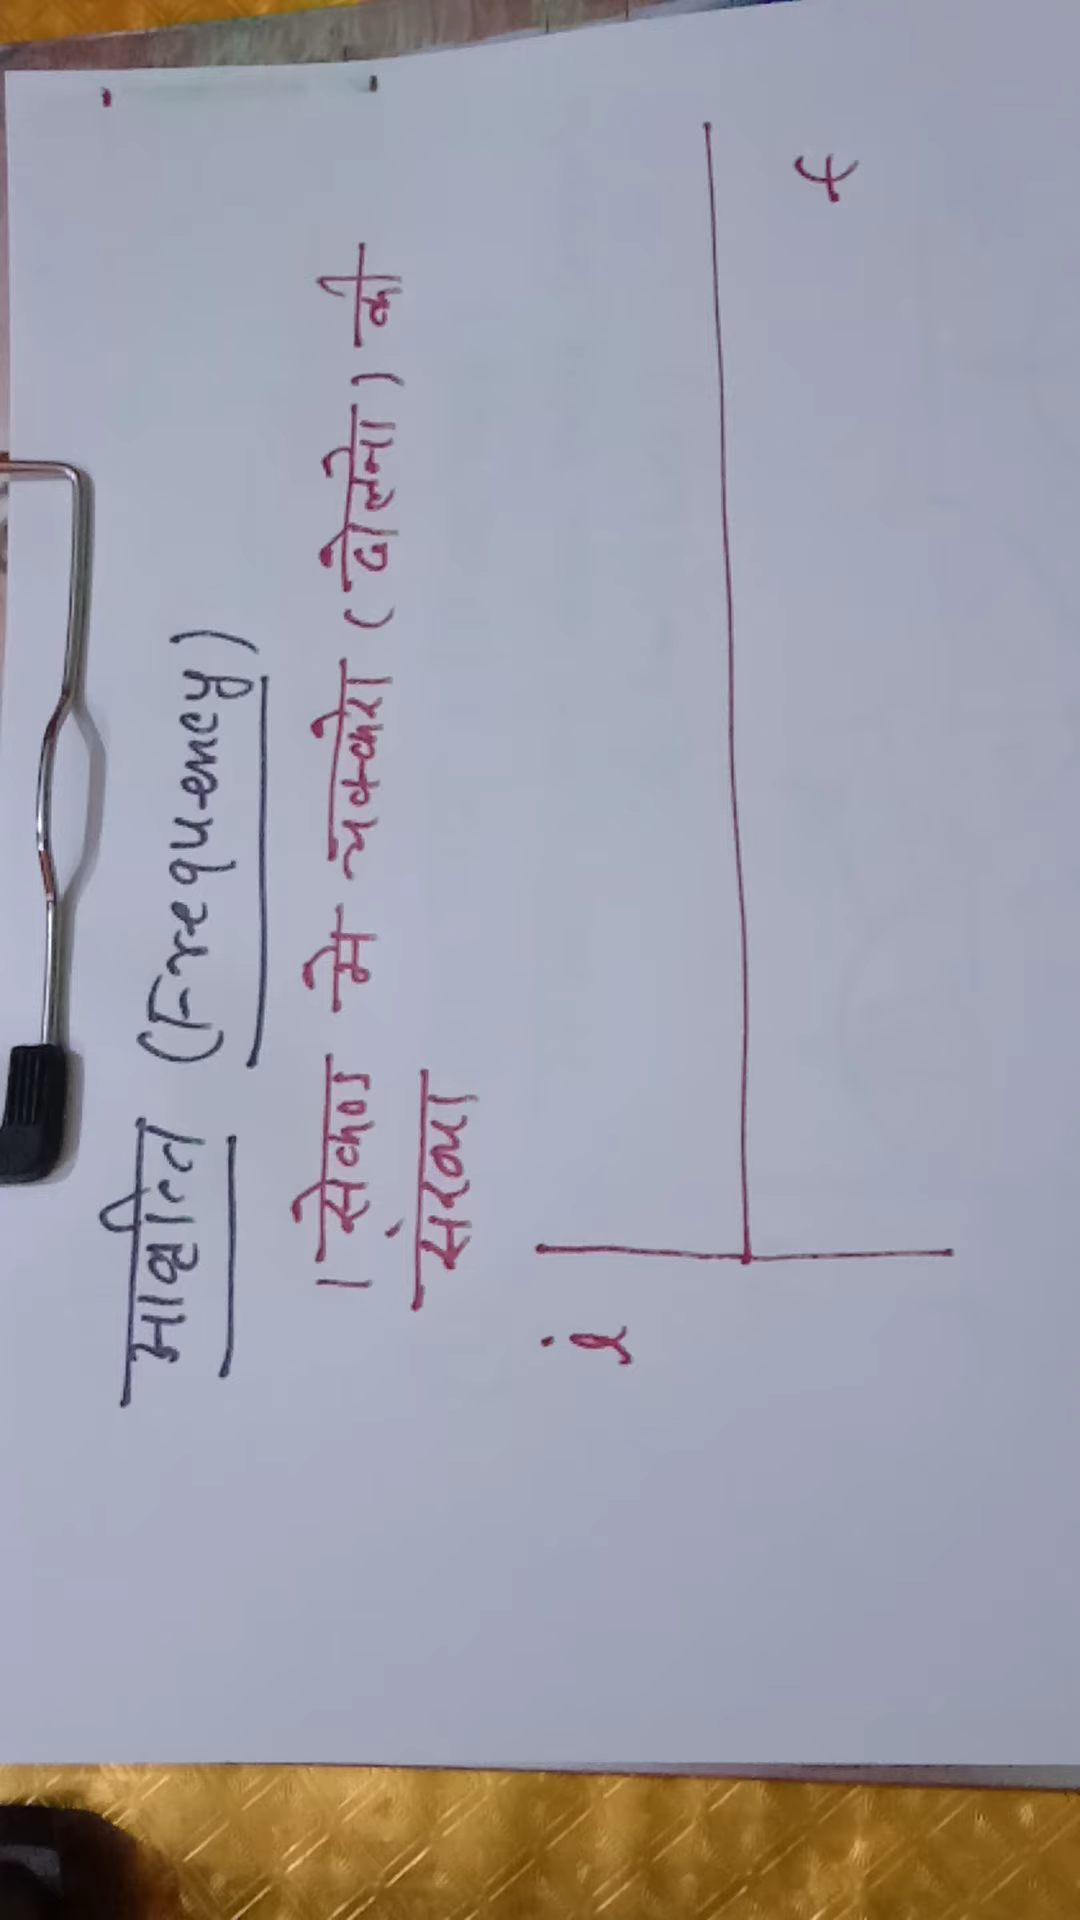 आवृत्ति (Frequency)
1 सेकण्ड मे चक्करो (दोलनो) की
संख्या
i
t